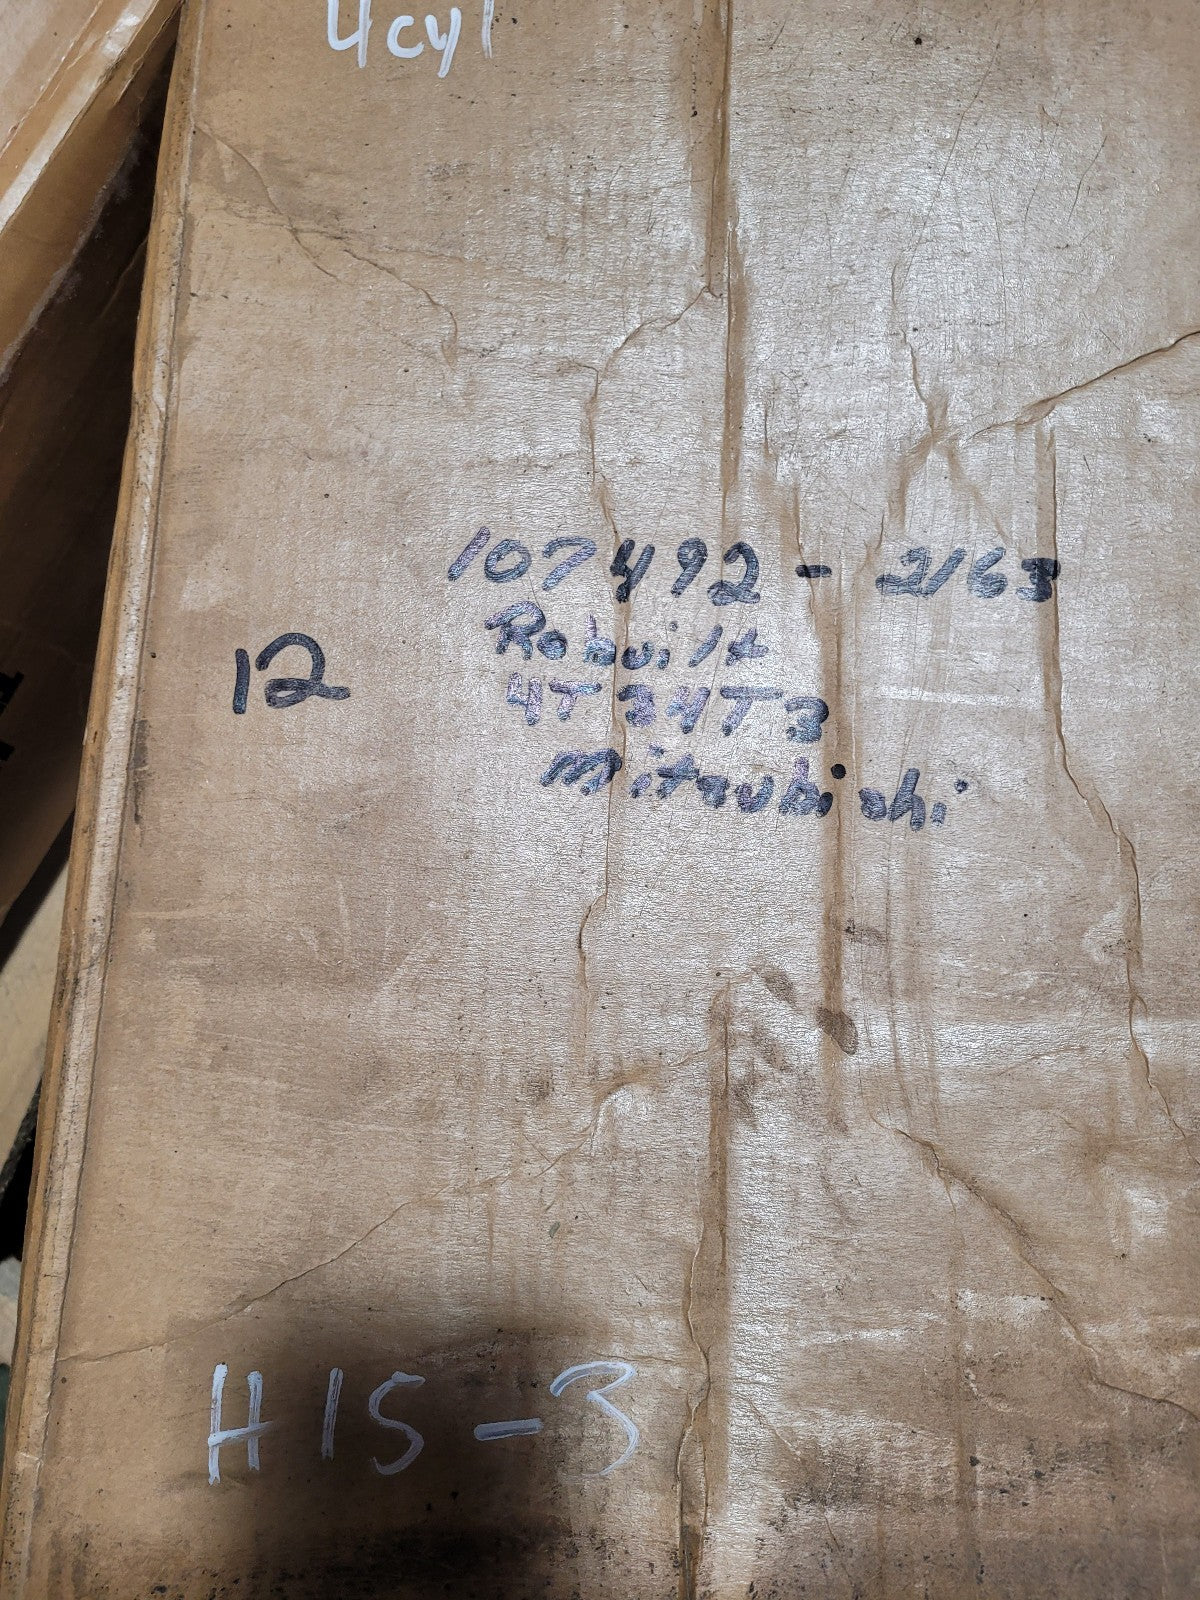 4cyl
107492-2163
12
Rebuilt
4T34T3
Mitsubishi
H15-3